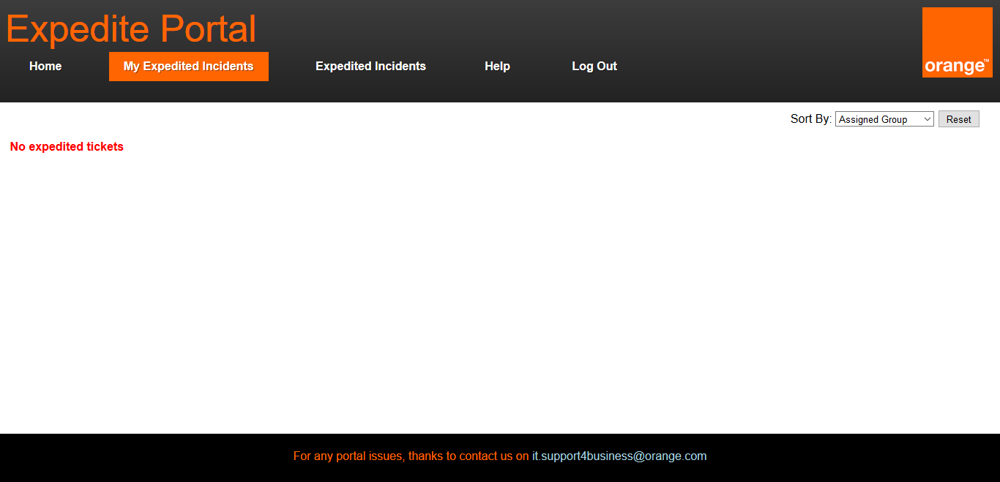 Expedite Portal
Home My Expedited Incidents Expedited Incidents Help Log Out
orange™
Sort By: Assigned Group Reset
No expedited tickets
For any portal issues, thanks to contact us on it.support4business@orange.com